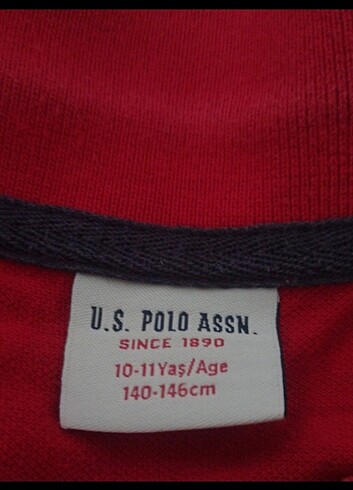 U.S. POLO ASSN.
SINCE 1890
10-11Yaş/Age
140-146cm